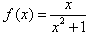 f(x) = x / (x² + 1)